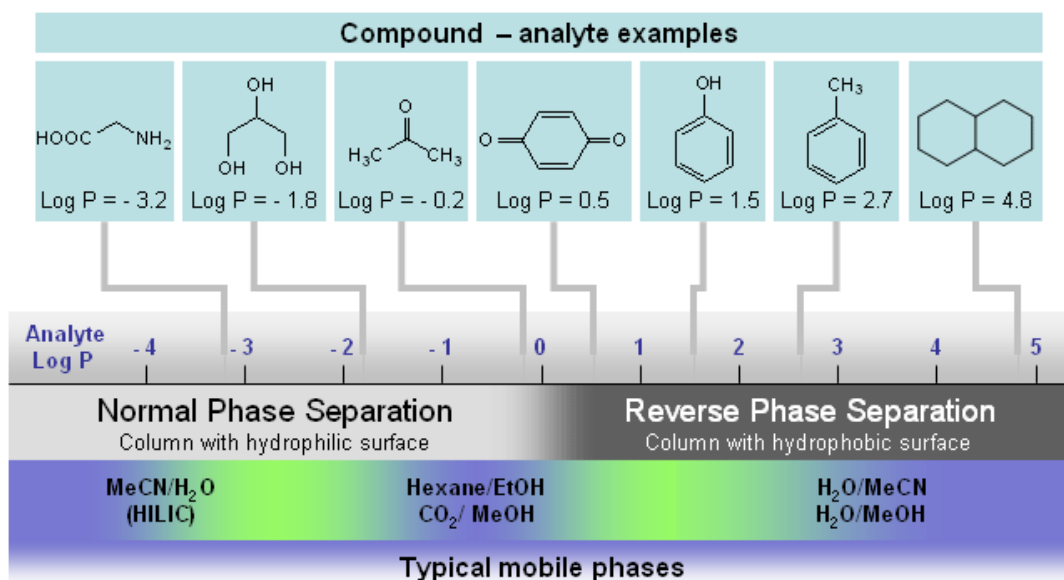 Compound – analyte examples
HOOC NH₂
Log P = - 3.2
OH
OH OH
Log P = - 1.8
O
H₃C CH₃
Log P = - 0.2
O O
Log P = 0.5
OH
Log P = 1.5
CH₃
Log P = 2.7
Log P = 4.8
Analyte
Log P
- 4 - 3 - 2 - 1 0 1 2 3 4 5
Normal Phase Separation
Column with hydrophilic surface
Reverse Phase Separation
Column with hydrophobic surface
MeCN/H₂O
(HILIC)
Hexane/EtOH
CO₂/ MeOH
H₂O/MeCN
H₂O/MeOH
Typical mobile phases